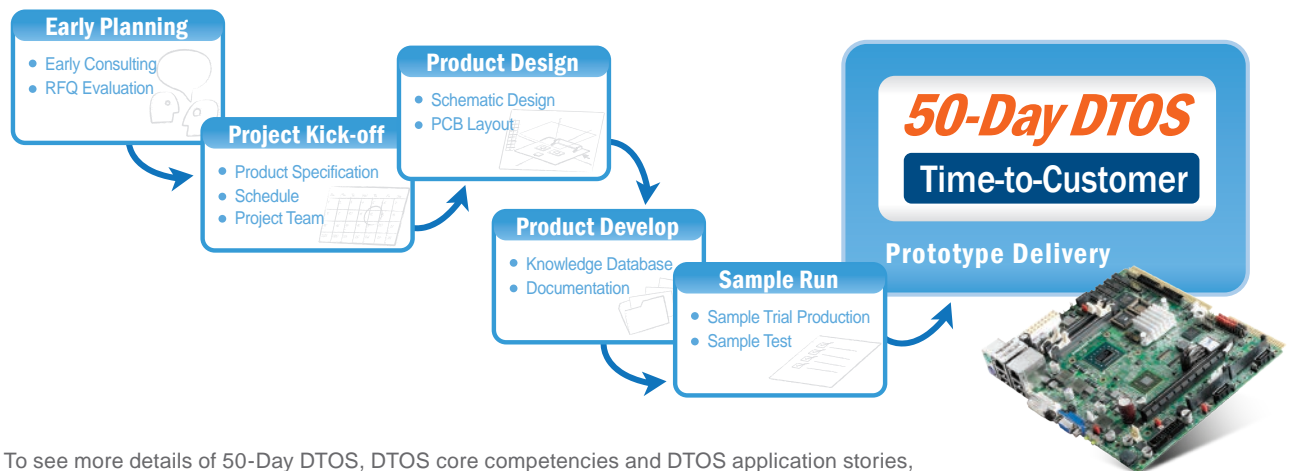 Early Planning
Early Consulting
RFQ Evaluation
Project Kick-off
Product Specification
Schedule
Project Team
Product Design
Schematic Design
PCB Layout
Product Develop
Knowledge Database
Documentation
Sample Run
Sample Trial Production
Sample Test
50-Day DTOS
Time-to-Customer
Prototype Delivery
To see more details of 50-Day DTOS, DTOS core competencies and DTOS application stories,